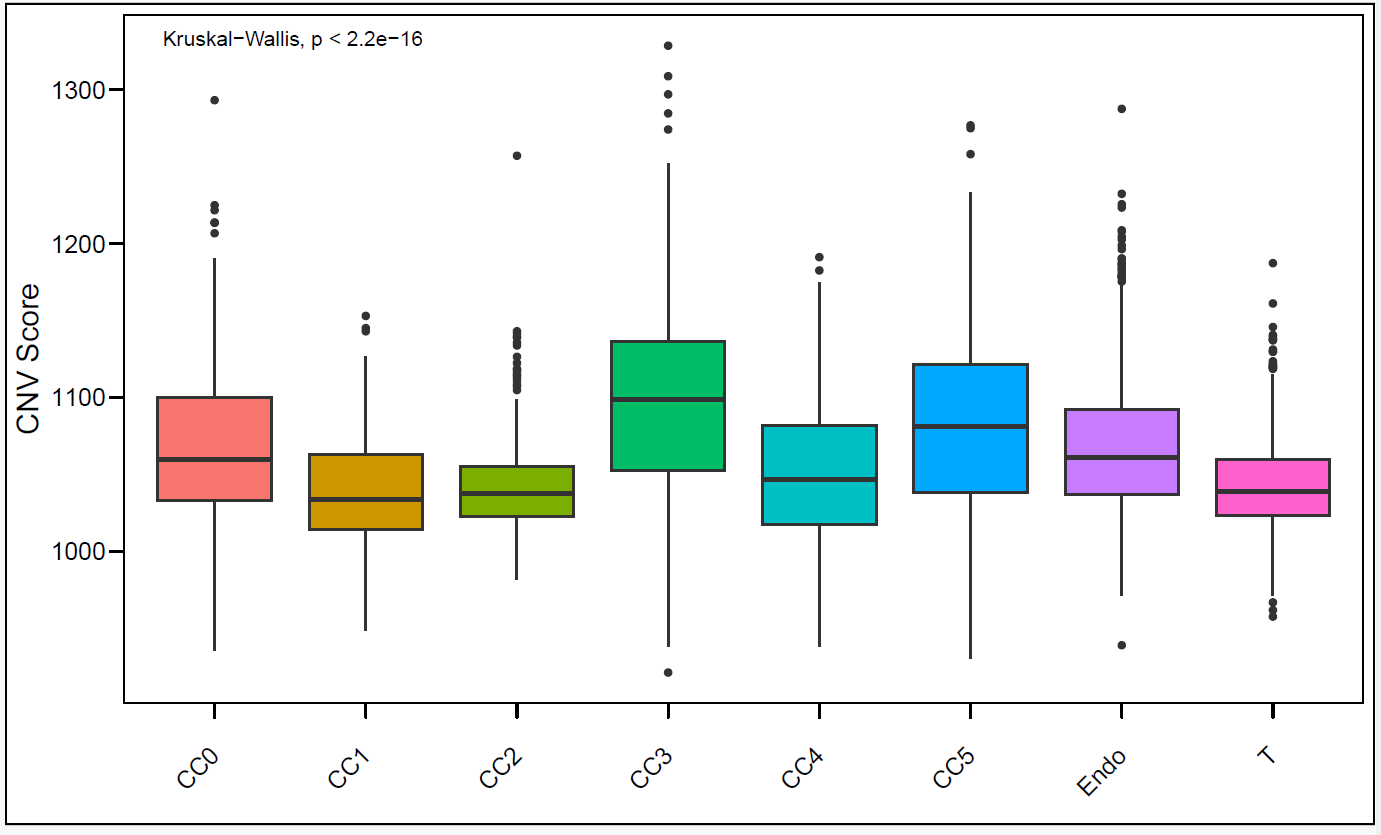 Kruskal−Wallis, p < 2.2e−16
1300
1200
1100
1000
CNV Score
CC0
CC1
CC2
CC3
CC4
CC5
Endo
T